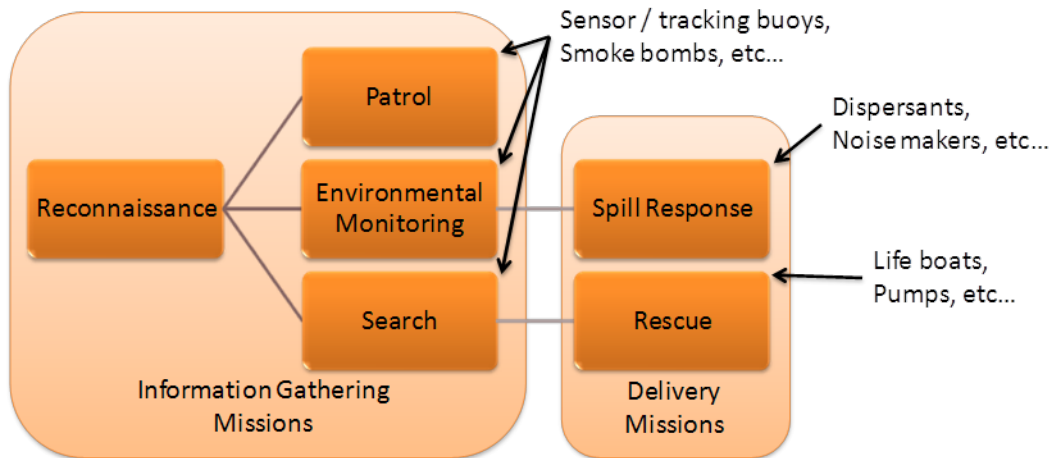 Sensor / tracking buoys,
Smoke bombs, etc...
Patrol
Dispersants,
Noise makers, etc...
Reconnaissance
Environmental
Monitoring
Spill Response
Life boats,
Pumps, etc...
Search
Rescue
Information Gathering
Missions
Delivery
Missions